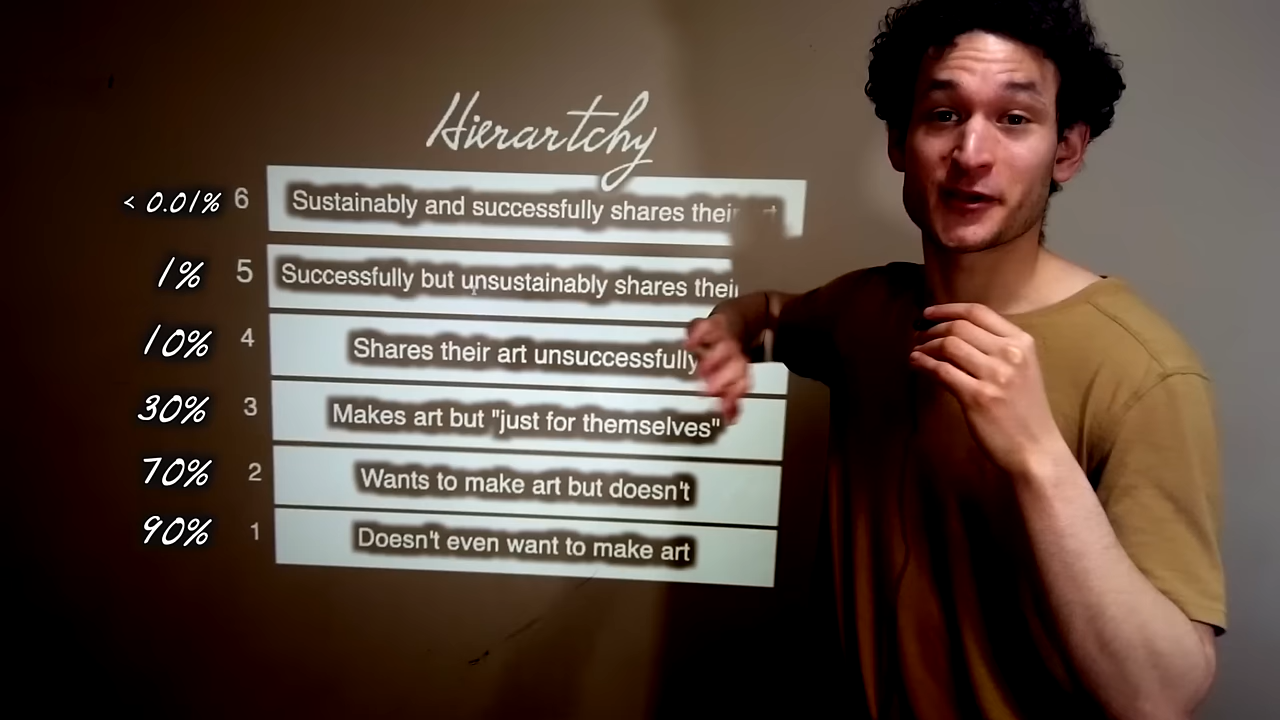 Hierartchy
< 0.01% 6 Sustainably and successfully shares their
1% 5 Successfully but unsustainably shares their
10% 4 Shares their art unsuccessfully
30% 3 Makes art but "just for themselves"
70% 2 Wants to make art but doesn't
90% 1 Doesn't even want to make art